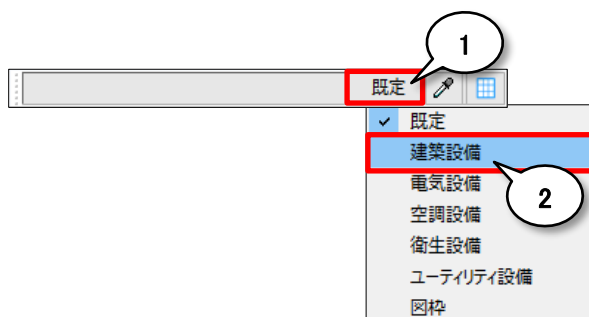 1
既定
既定
建築設備
電気設備
2
空調設備
衛生設備
ユーティリティ設備
図枠